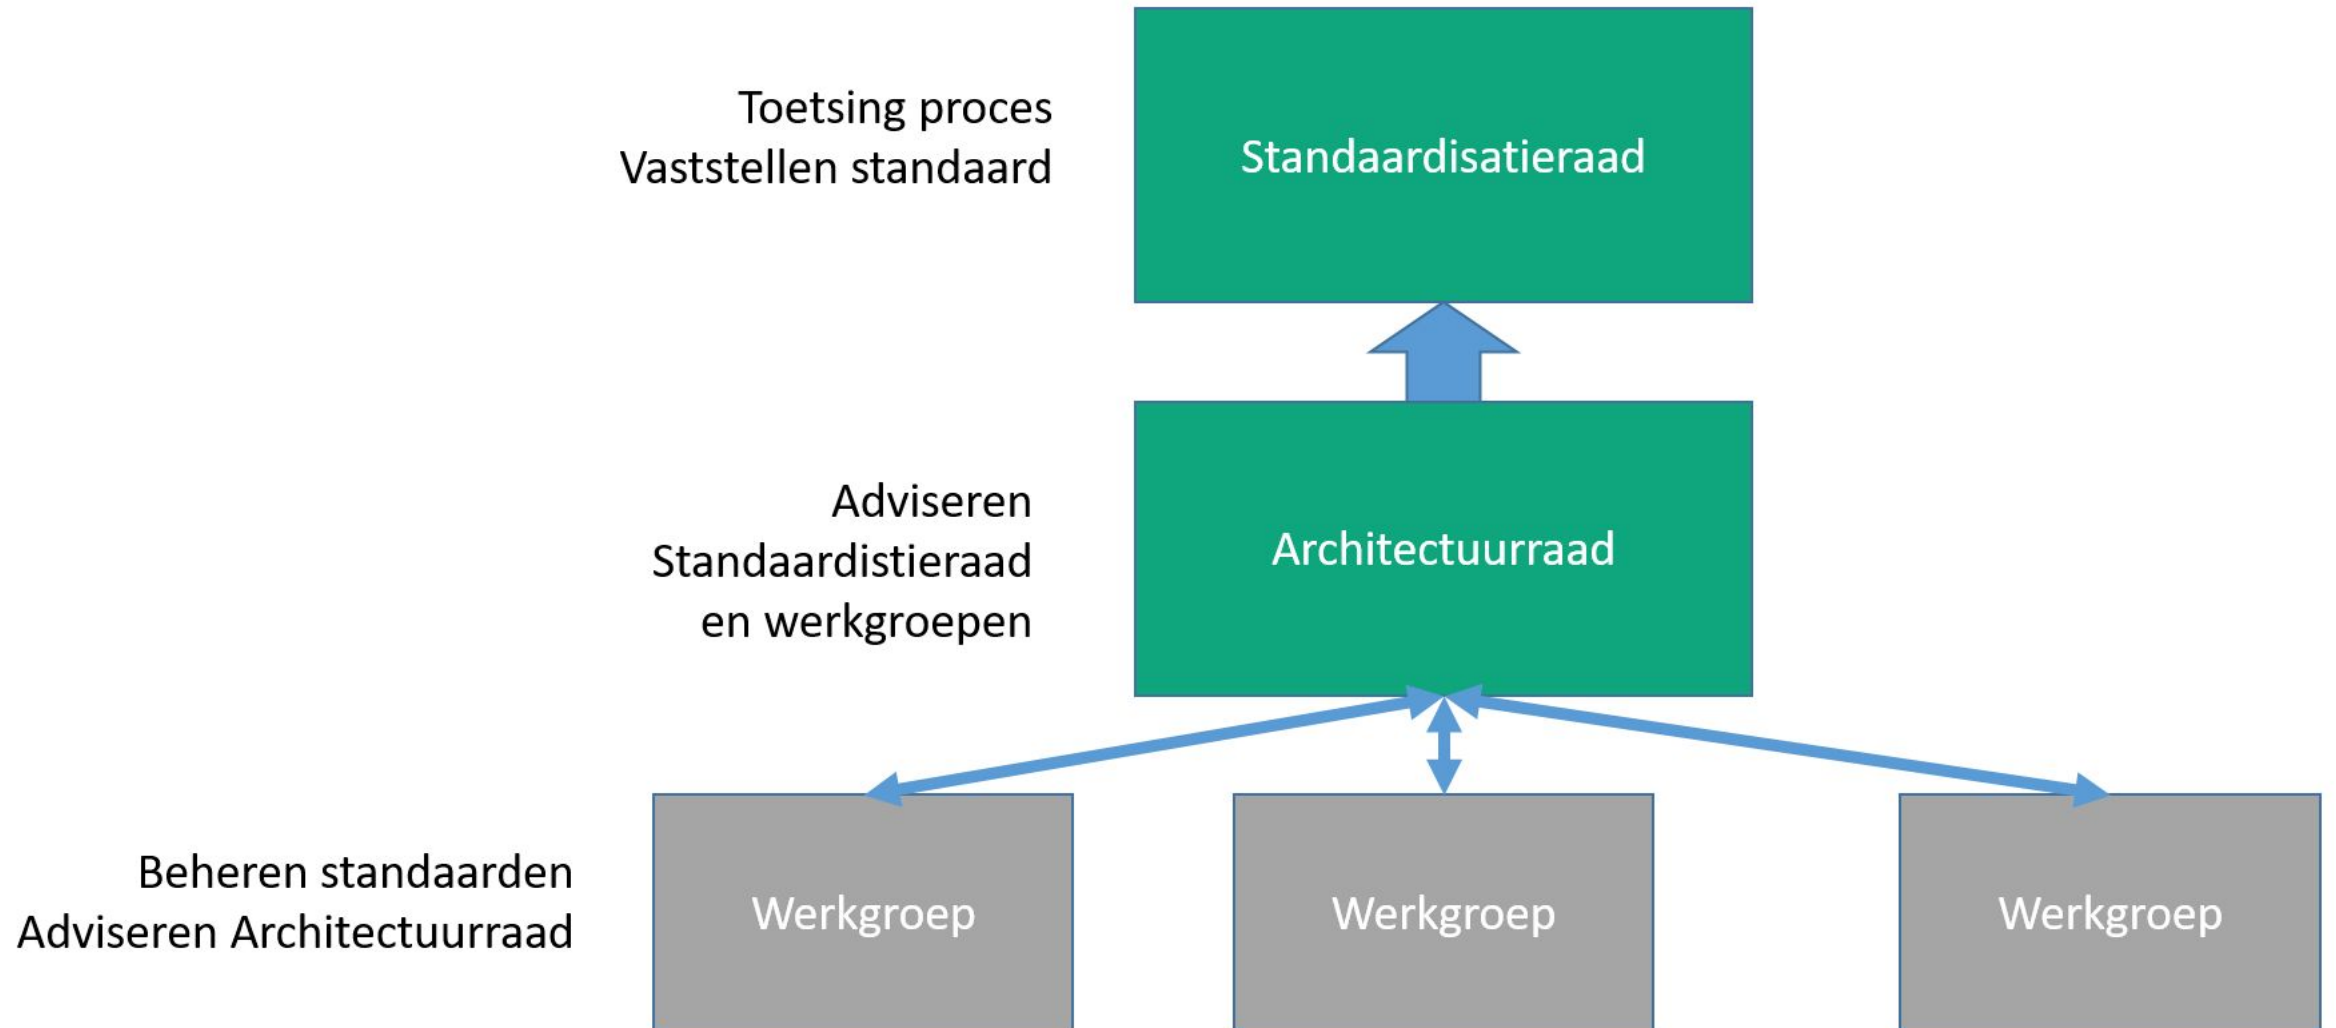 Toetsing proces
Vaststellen standaard
Standaardisatieraad
Adviseren
Standaardistieraad
en werkgroepen
Architectuurraad
Beheren standaarden
Adviseren Architectuurraad
Werkgroep
Werkgroep
Werkgroep